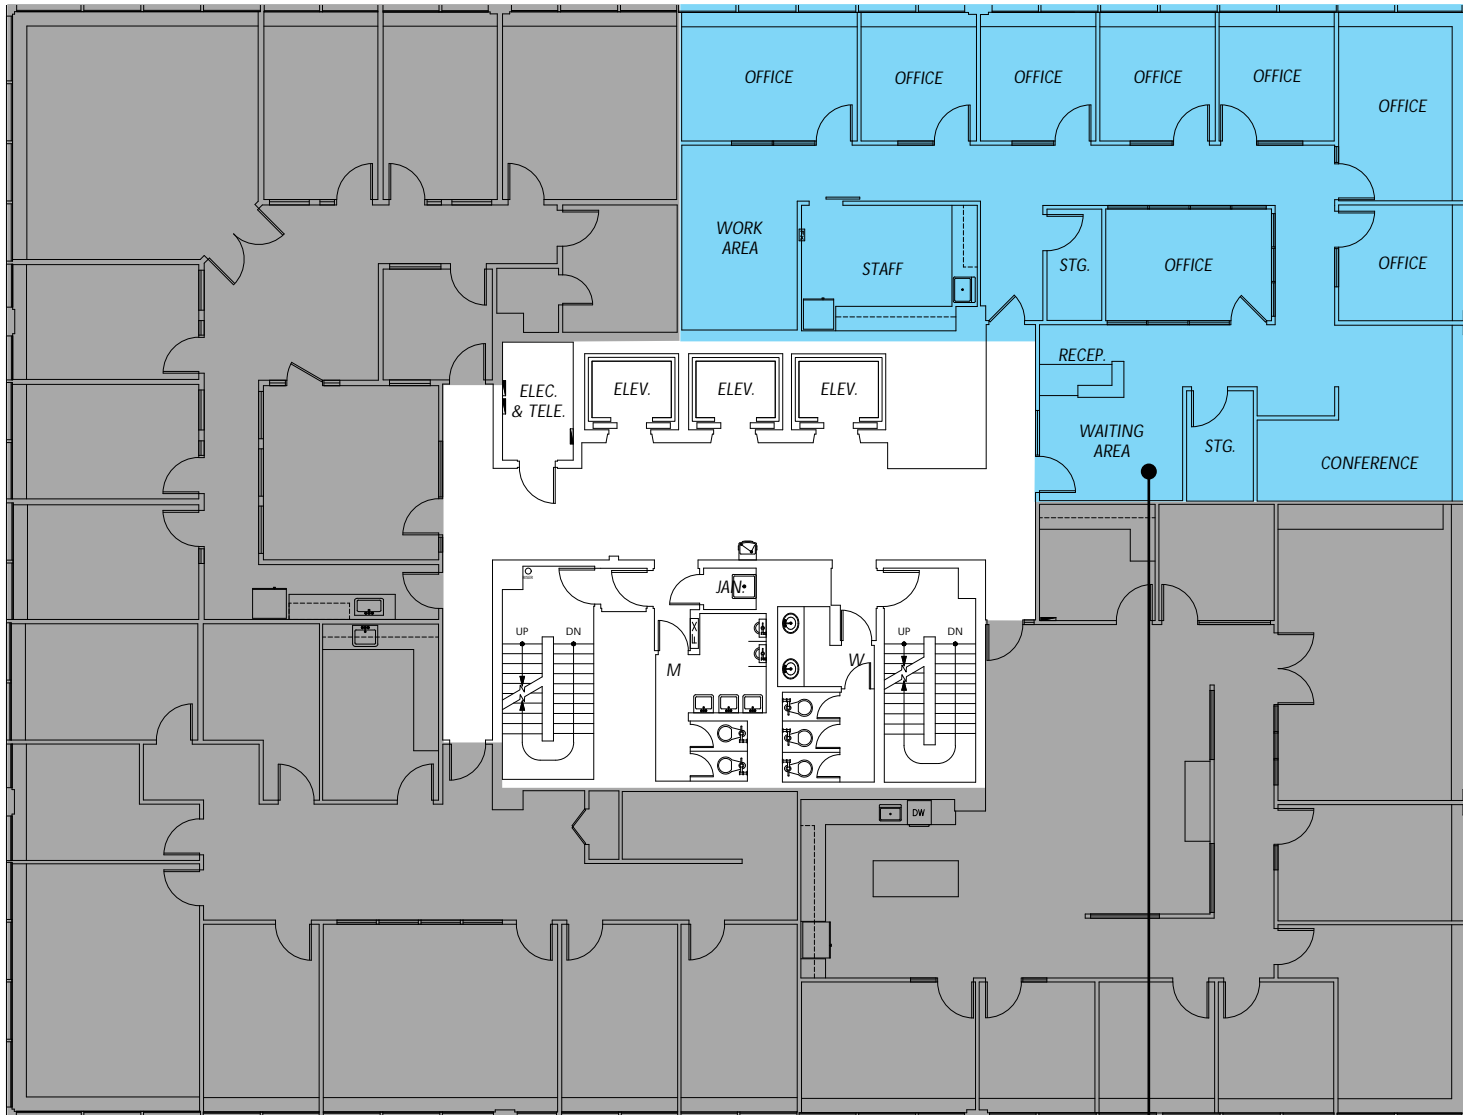 OFFICE
OFFICE
OFFICE
OFFICE
OFFICE
OFFICE
WORK
AREA
STAFF
STG.
OFFICE
OFFICE
RECEP.
ELEC.
& TELE.
ELEV.
ELEV.
ELEV.
WAITING
AREA
STG.
CONFERENCE
JAN.
UP
DN
FX
M
W
UP
DN
DW